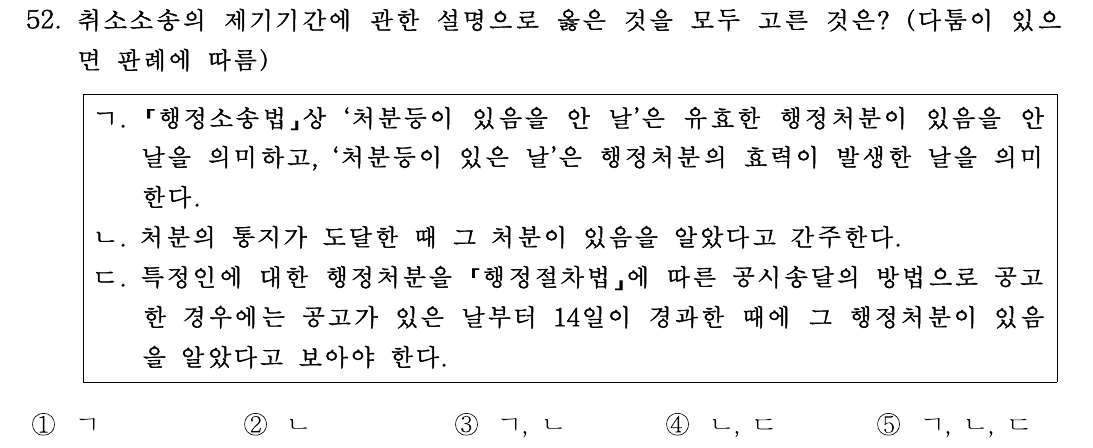 52. 취소소송의 제기기간에 관한 설명으로 옳은 것을 모두 고른 것은? (다툼이 있으
면 판례에 따름)
ㄱ. ｢행정소송법｣상 ‘처분등이 있음을 안 날’은 유효한 행정처분이 있음을 안
날을 의미하고, ‘처분등이 있은 날’은 행정처분의 효력이 발생한 날을 의미
한다.
ㄴ. 처분의 통지가 도달한 때 그 처분이 있음을 알았다고 간주한다.
ㄷ. 특정인에 대한 행정처분을 ｢행정절차법｣에 따른 공시송달의 방법으로 공고
한 경우에는 공고가 있은 날부터 14일이 경과한 때에 그 행정처분이 있음
을 알았다고 보아야 한다.
① ㄱ ② ㄴ ③ ㄱ, ㄴ ④ ㄴ, ㄷ ⑤ ㄱ, ㄴ, ㄷ